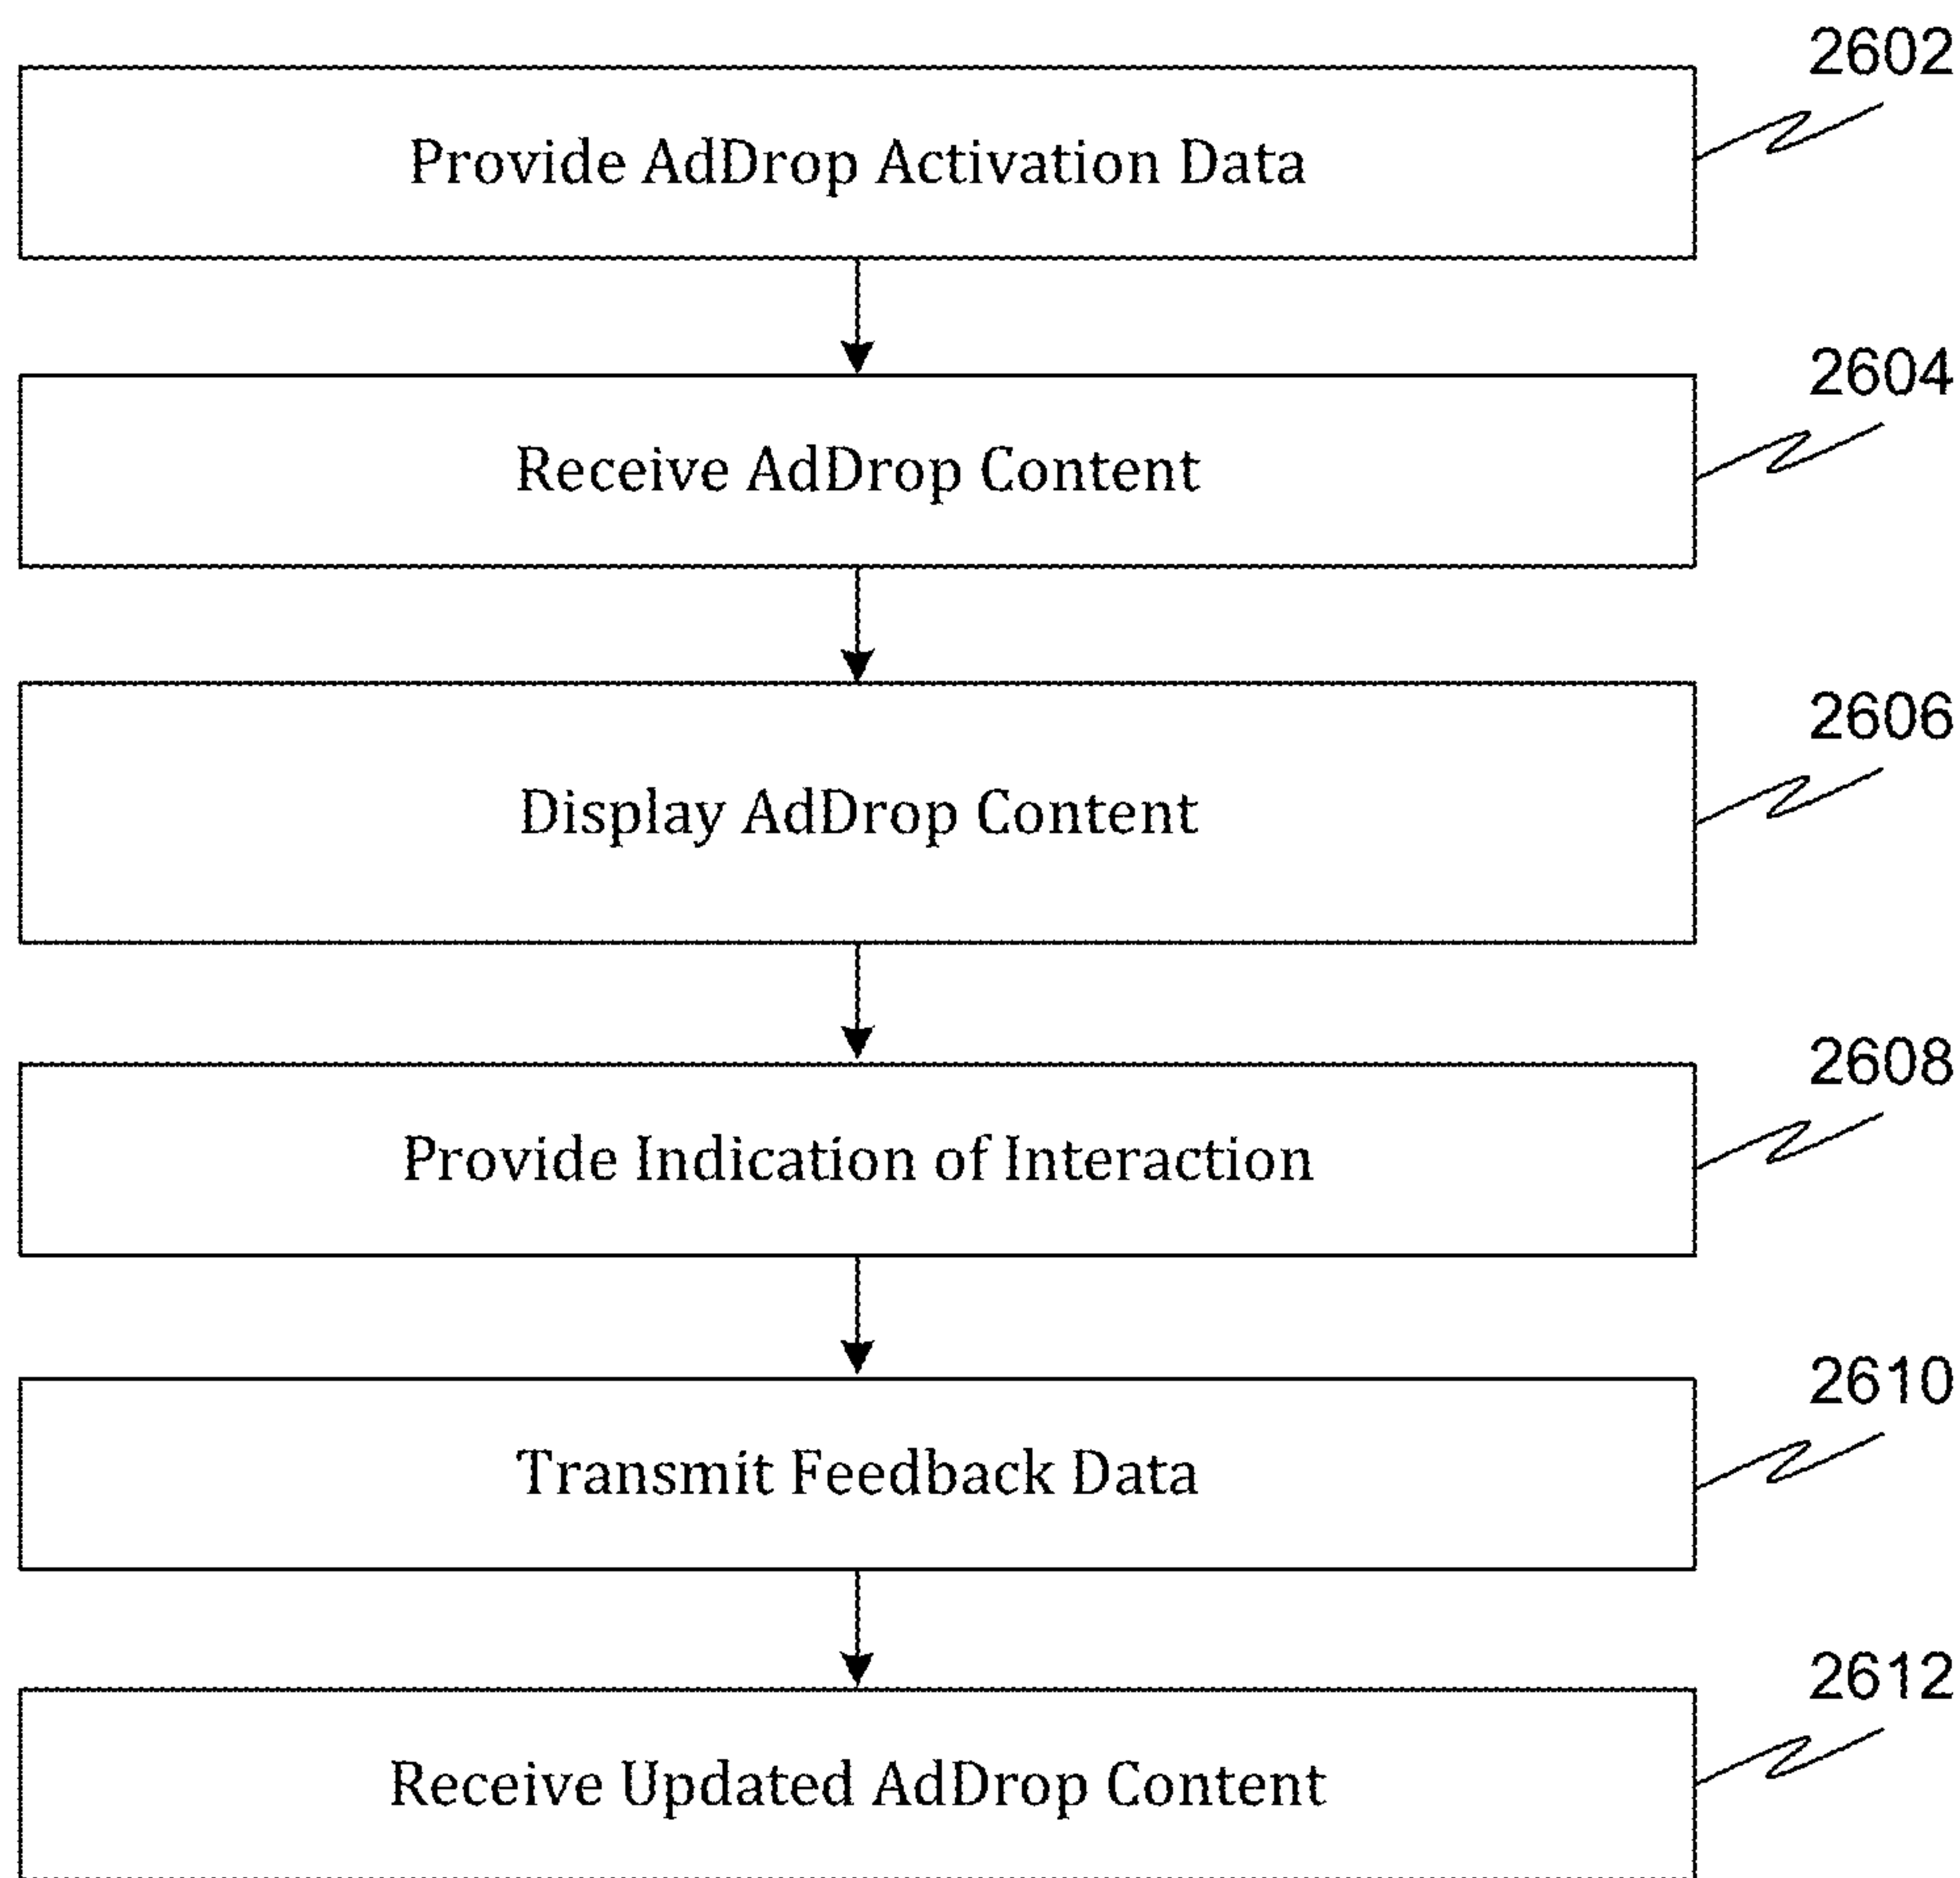 2602
Provide AdDrop Activation Data
2604
Receive AdDrop Content
2606
Display AdDrop Content
2608
Provide Indication of Interaction
2610
Transmit Feedback Data
2612
Receive Updated AdDrop Content